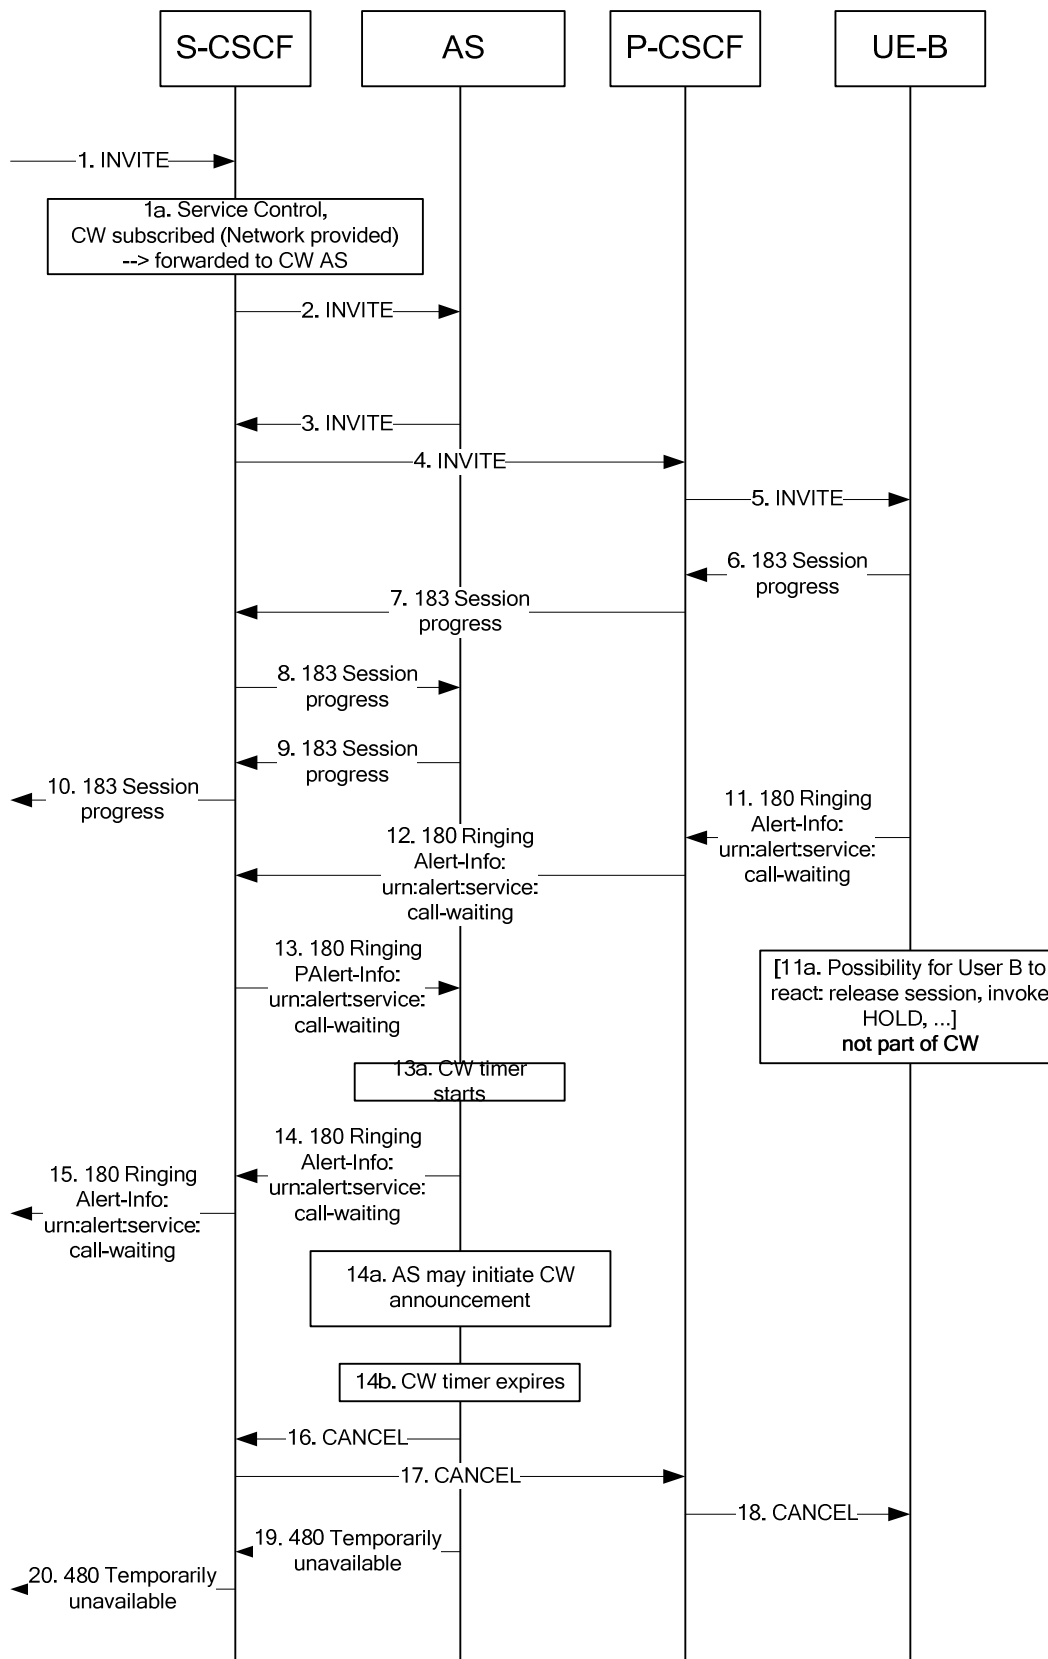 S-CSCF
AS
P-CSCF
UE-B
1. INVITE
1a. Service Control,
CW subscribed (Network provided)
--> forwarded to CW AS
2. INVITE
3. INVITE
4. INVITE
5. INVITE
6. 183 Session
progress
7. 183 Session
progress
8. 183 Session
progress
9. 183 Session
progress
10. 183 Session
progress
11. 180 Ringing
Alert-Info:
urn:alert:service:
call-waiting
12. 180 Ringing
Alert-Info:
urn:alert:service:
call-waiting
13. 180 Ringing
PAlert-Info:
urn:alert:service:
call-waiting
[11a. Possibility for User B to
react: release session, invoke
HOLD, ...]
not part of CW
13a. CW timer
starts
14. 180 Ringing
Alert-Info:
urn:alert:service:
call-waiting
15. 180 Ringing
Alert-Info:
urn:alert:service:
call-waiting
14a. AS may initiate CW
announcement
14b. CW timer expires
16. CANCEL
17. CANCEL
18. CANCEL
19. 480 Temporarily
unavailable
20. 480 Temporarily
unavailable